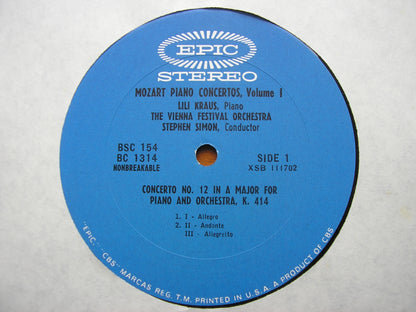 EPIC
STEREO
MOZART PIANO CONCERTOS, Volume I
LILI KRAUS, Piano
THE VIENNA FESTIVAL ORCHESTRA
STEPHEN SIMON, Conductor
BSC 154
BC 1314
NONBREAKABLE
SIDE 1
XSB 111702
CONCERTO NO. 12 IN A MAJOR FOR
PIANO AND ORCHESTRA, K. 414
1. I - Allegro
2. II - Andante
III - Allegretto
"EPIC," "CBS" MARCAS REG. T.M. PRINTED IN U.S.A. A PRODUCT OF CBS